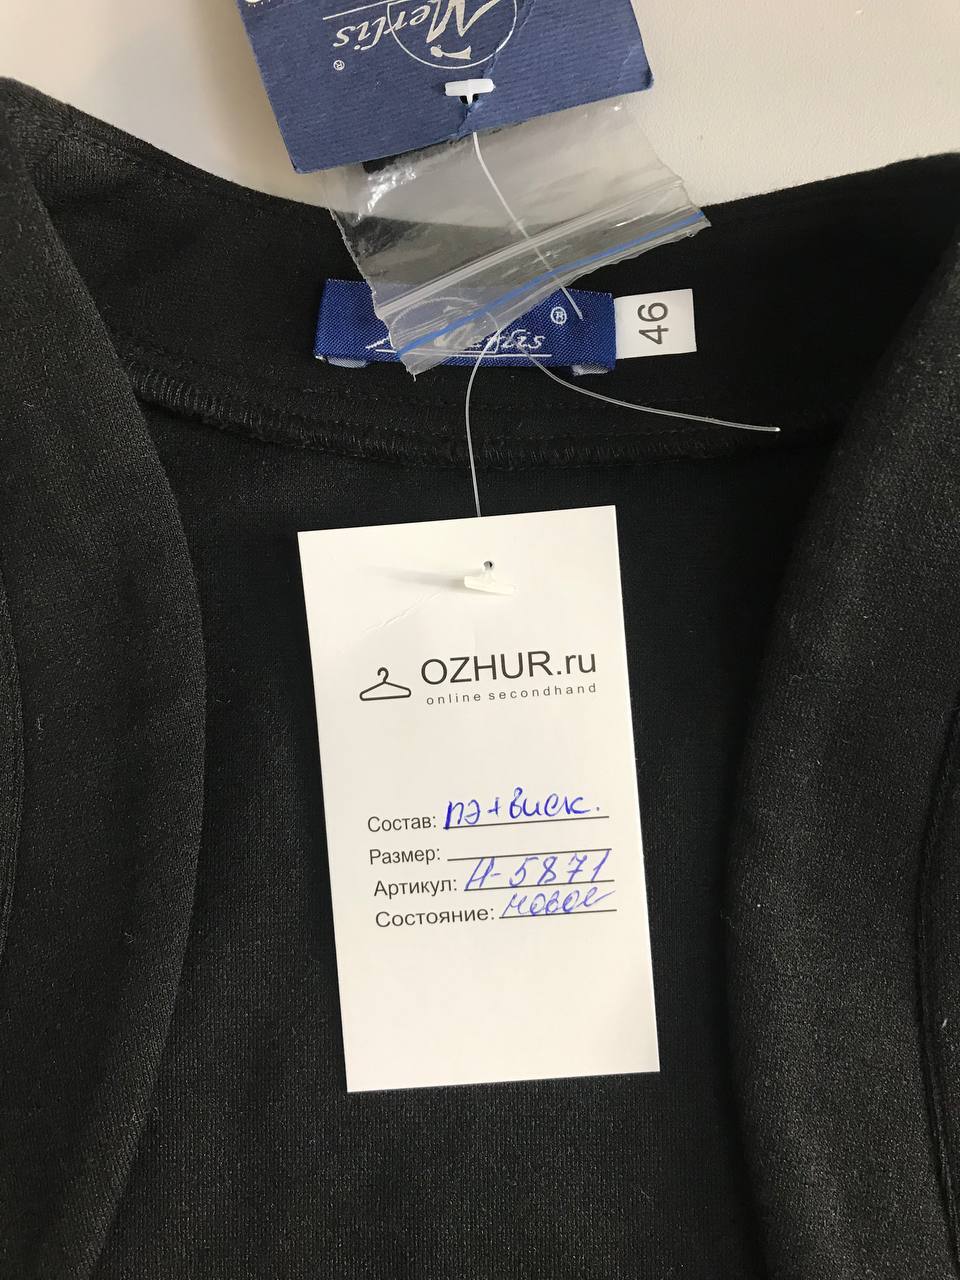 Merlis
®
Merlis ®
46
OZHUR.ru
online secondhand
Состав: пэ+виск.
Размер:
Артикул: Н-5871
Состояние: новое